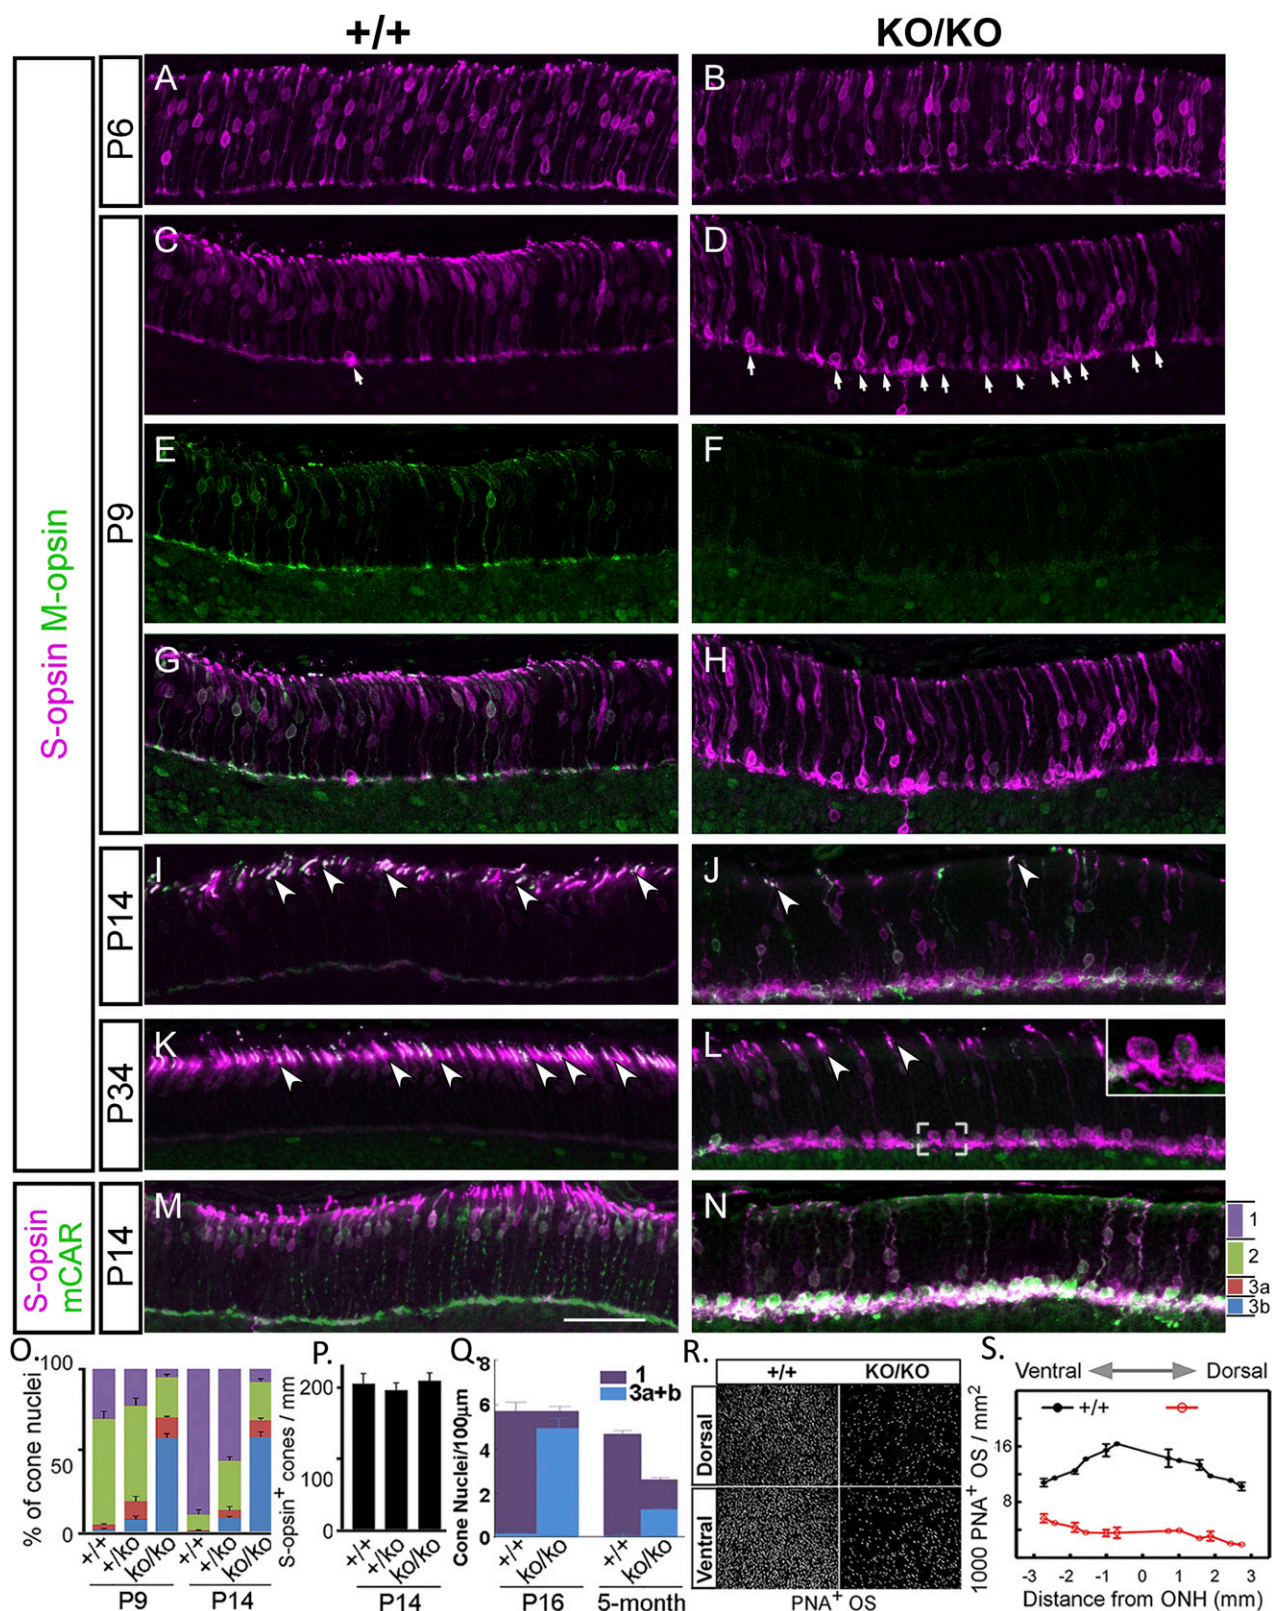 +/+ KO/KO
S-opsin M-opsin
P6
A B
P9
C D
E F
G H
P14
I J
P34
K L
S-opsin
mCAR
P14
M N
1
2
3a
3b
O.
% of cone nuclei
100
50
0
+/+ +/KO ko/ko +/+ +/KO ko/ko
P9 P14
P.
S-opsin+ cones / mm
200
100
0
+/+ +/KO ko/ko
P14
Q.
Cone Nuclei/100µm
8
6
4
2
0
1
3a+b
+/+ ko/ko +/+ ko/ko
P16 5-month
R.
+/+ KO/KO
Dorsal
Ventral
PNA+ OS
S.
Ventral Dorsal
+/+
1000 PNA+ OS / mm2
16
8
-3 -2 -1 0 1 2 3
Distance from ONH (mm)